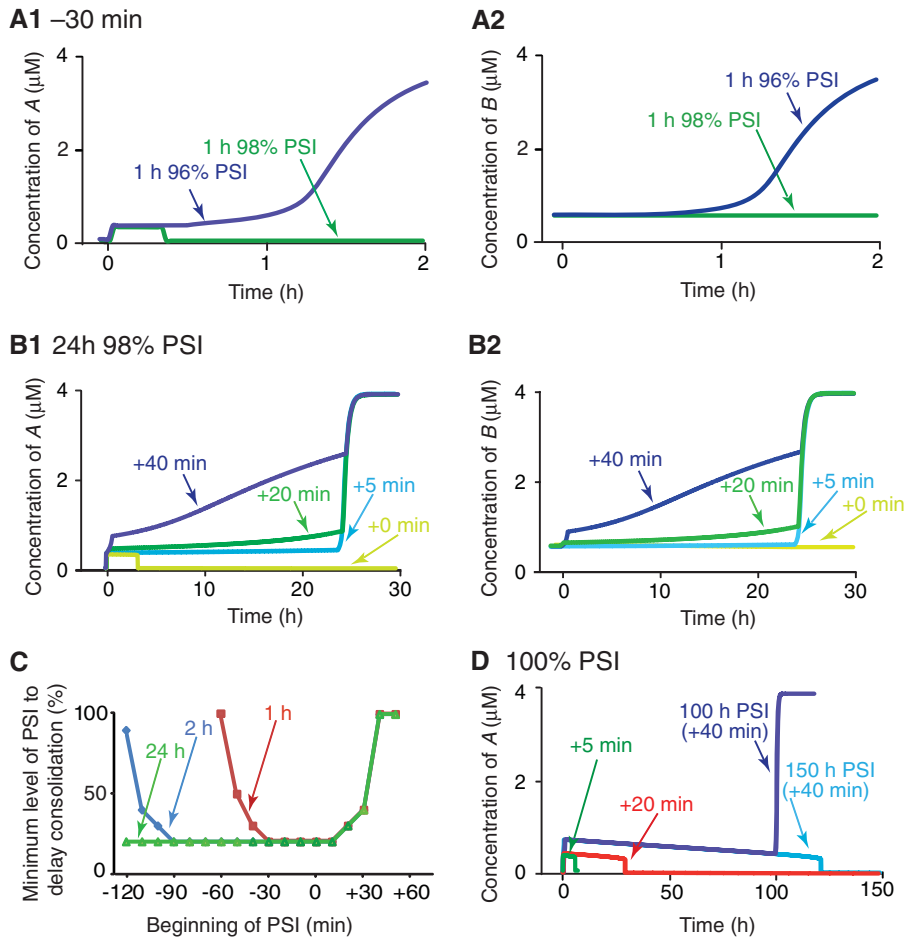 A1 –30 min
Concentration of A (µM)
4
2
0
1 h 98% PSI
1 h 96% PSI
0
1
2
Time (h)
A2
Concentration of B (µM)
4
2
0
1 h 96% PSI
1 h 98% PSI
0
1
2
Time (h)
B1 24h 98% PSI
Concentration of A (µM)
4
2
0
+40 min
+20 min
+5 min
+0 min
0
10
20
30
Time (h)
B2
Concentration of B (µM)
4
2
0
+40 min
+20 min
+5 min
+0 min
0
10
20
30
Time (h)
C
Minimum level of PSI to
delay consolidation (%)
100
50
0
24 h
2 h
1 h
-120
-90
-60
-30
0
+30
+60
Beginning of PSI (min)
D 100% PSI
Concentration of A (µM)
4
2
0
+5 min
+20 min
100 h PSI
(+40 min)
150 h PSI
(+40 min)
0
50
100
150
Time (h)